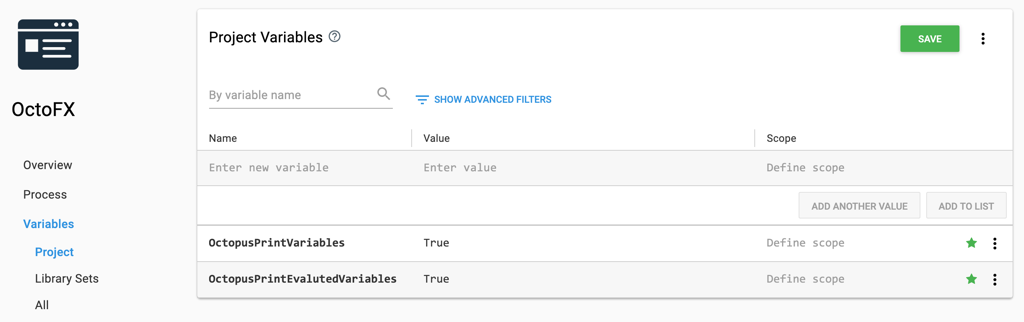 OctoFX
Overview
Process
Variables
Project
Library Sets
All
Project Variables
SAVE
By variable name
SHOW ADVANCED FILTERS
Name Value Scope
Enter new variable Enter value Define scope
ADD ANOTHER VALUE ADD TO LIST
OctopusPrintVariables True Define scope
OctopusPrintEvalutedVariables True Define scope